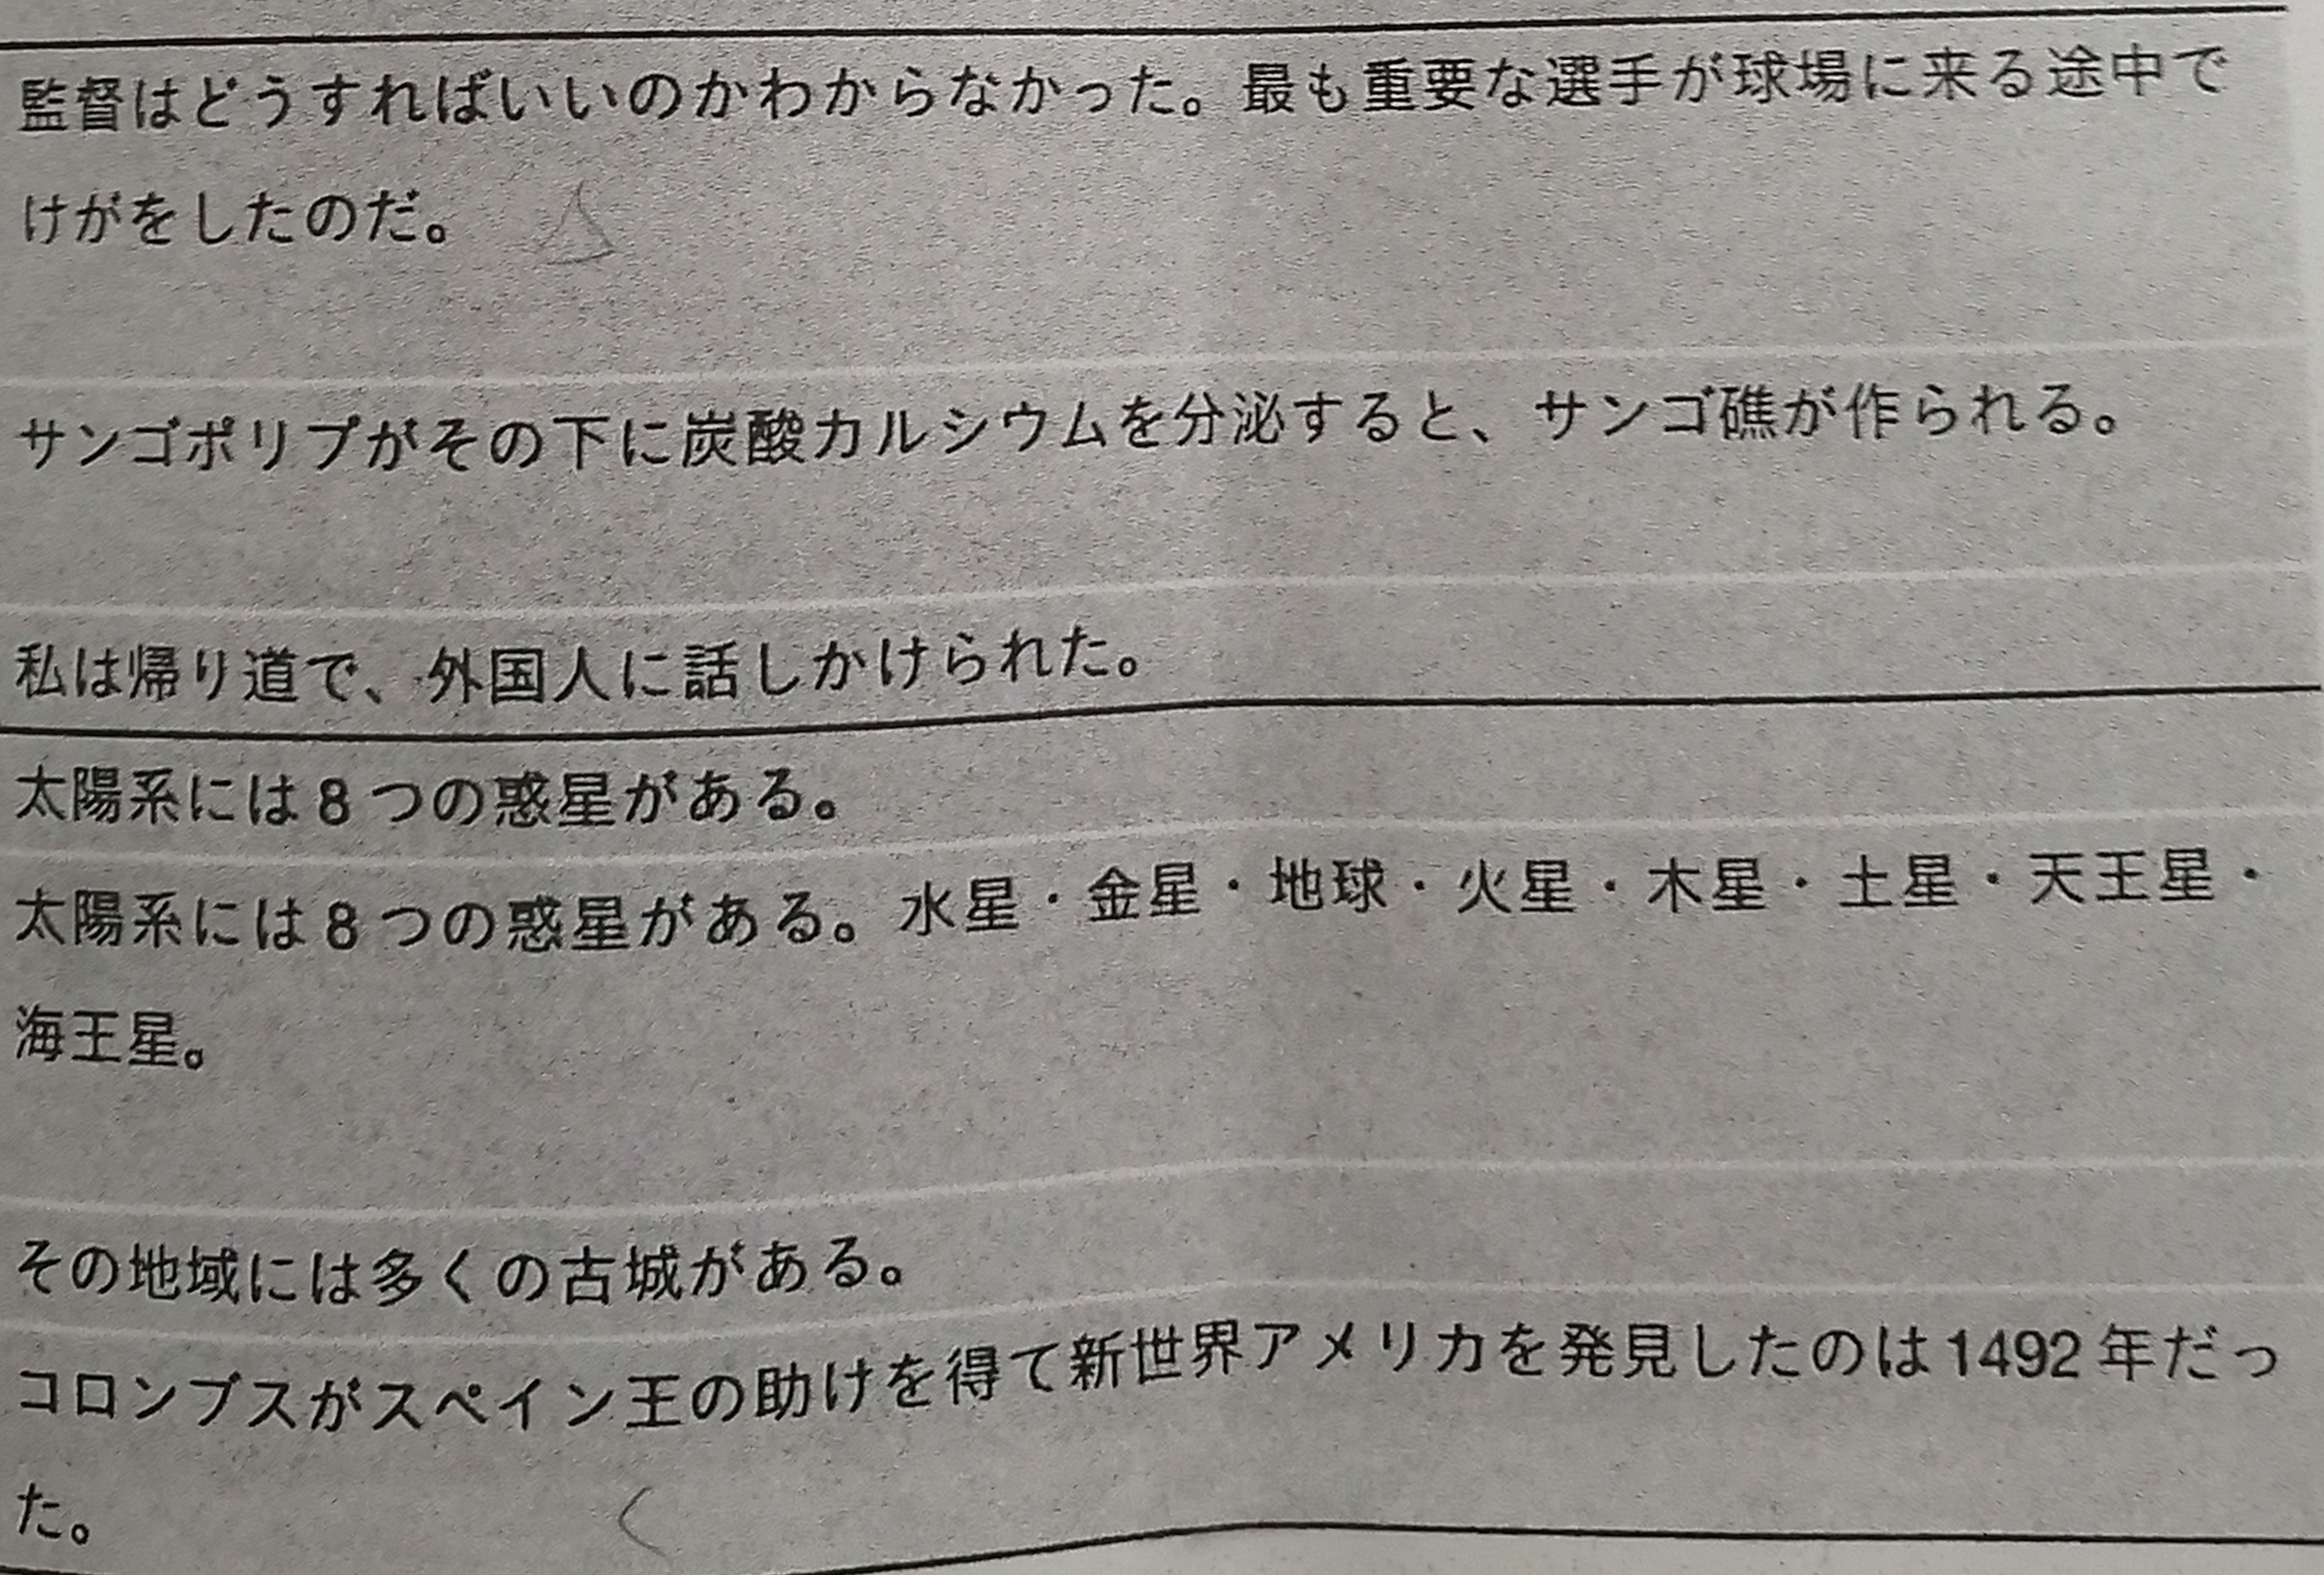 監督はどうすればいいのかわからなかった。最も重要な選手が球場に来る途中で
けがをしたのだ。
サンゴポリプがその下に炭酸カルシウムを分泌すると、サンゴ礁が作られる。
私は帰り道で、外国人に話しかけられた。
太陽系には8つの惑星がある。
太陽系には8つの惑星がある。水星・金星・地球・火星・木星・土星・天王星・
海王星。
その地域には多くの古城がある。
コロンブスがスペイン王の助けを得て新世界アメリカを発見したのは1492年だっ
た。